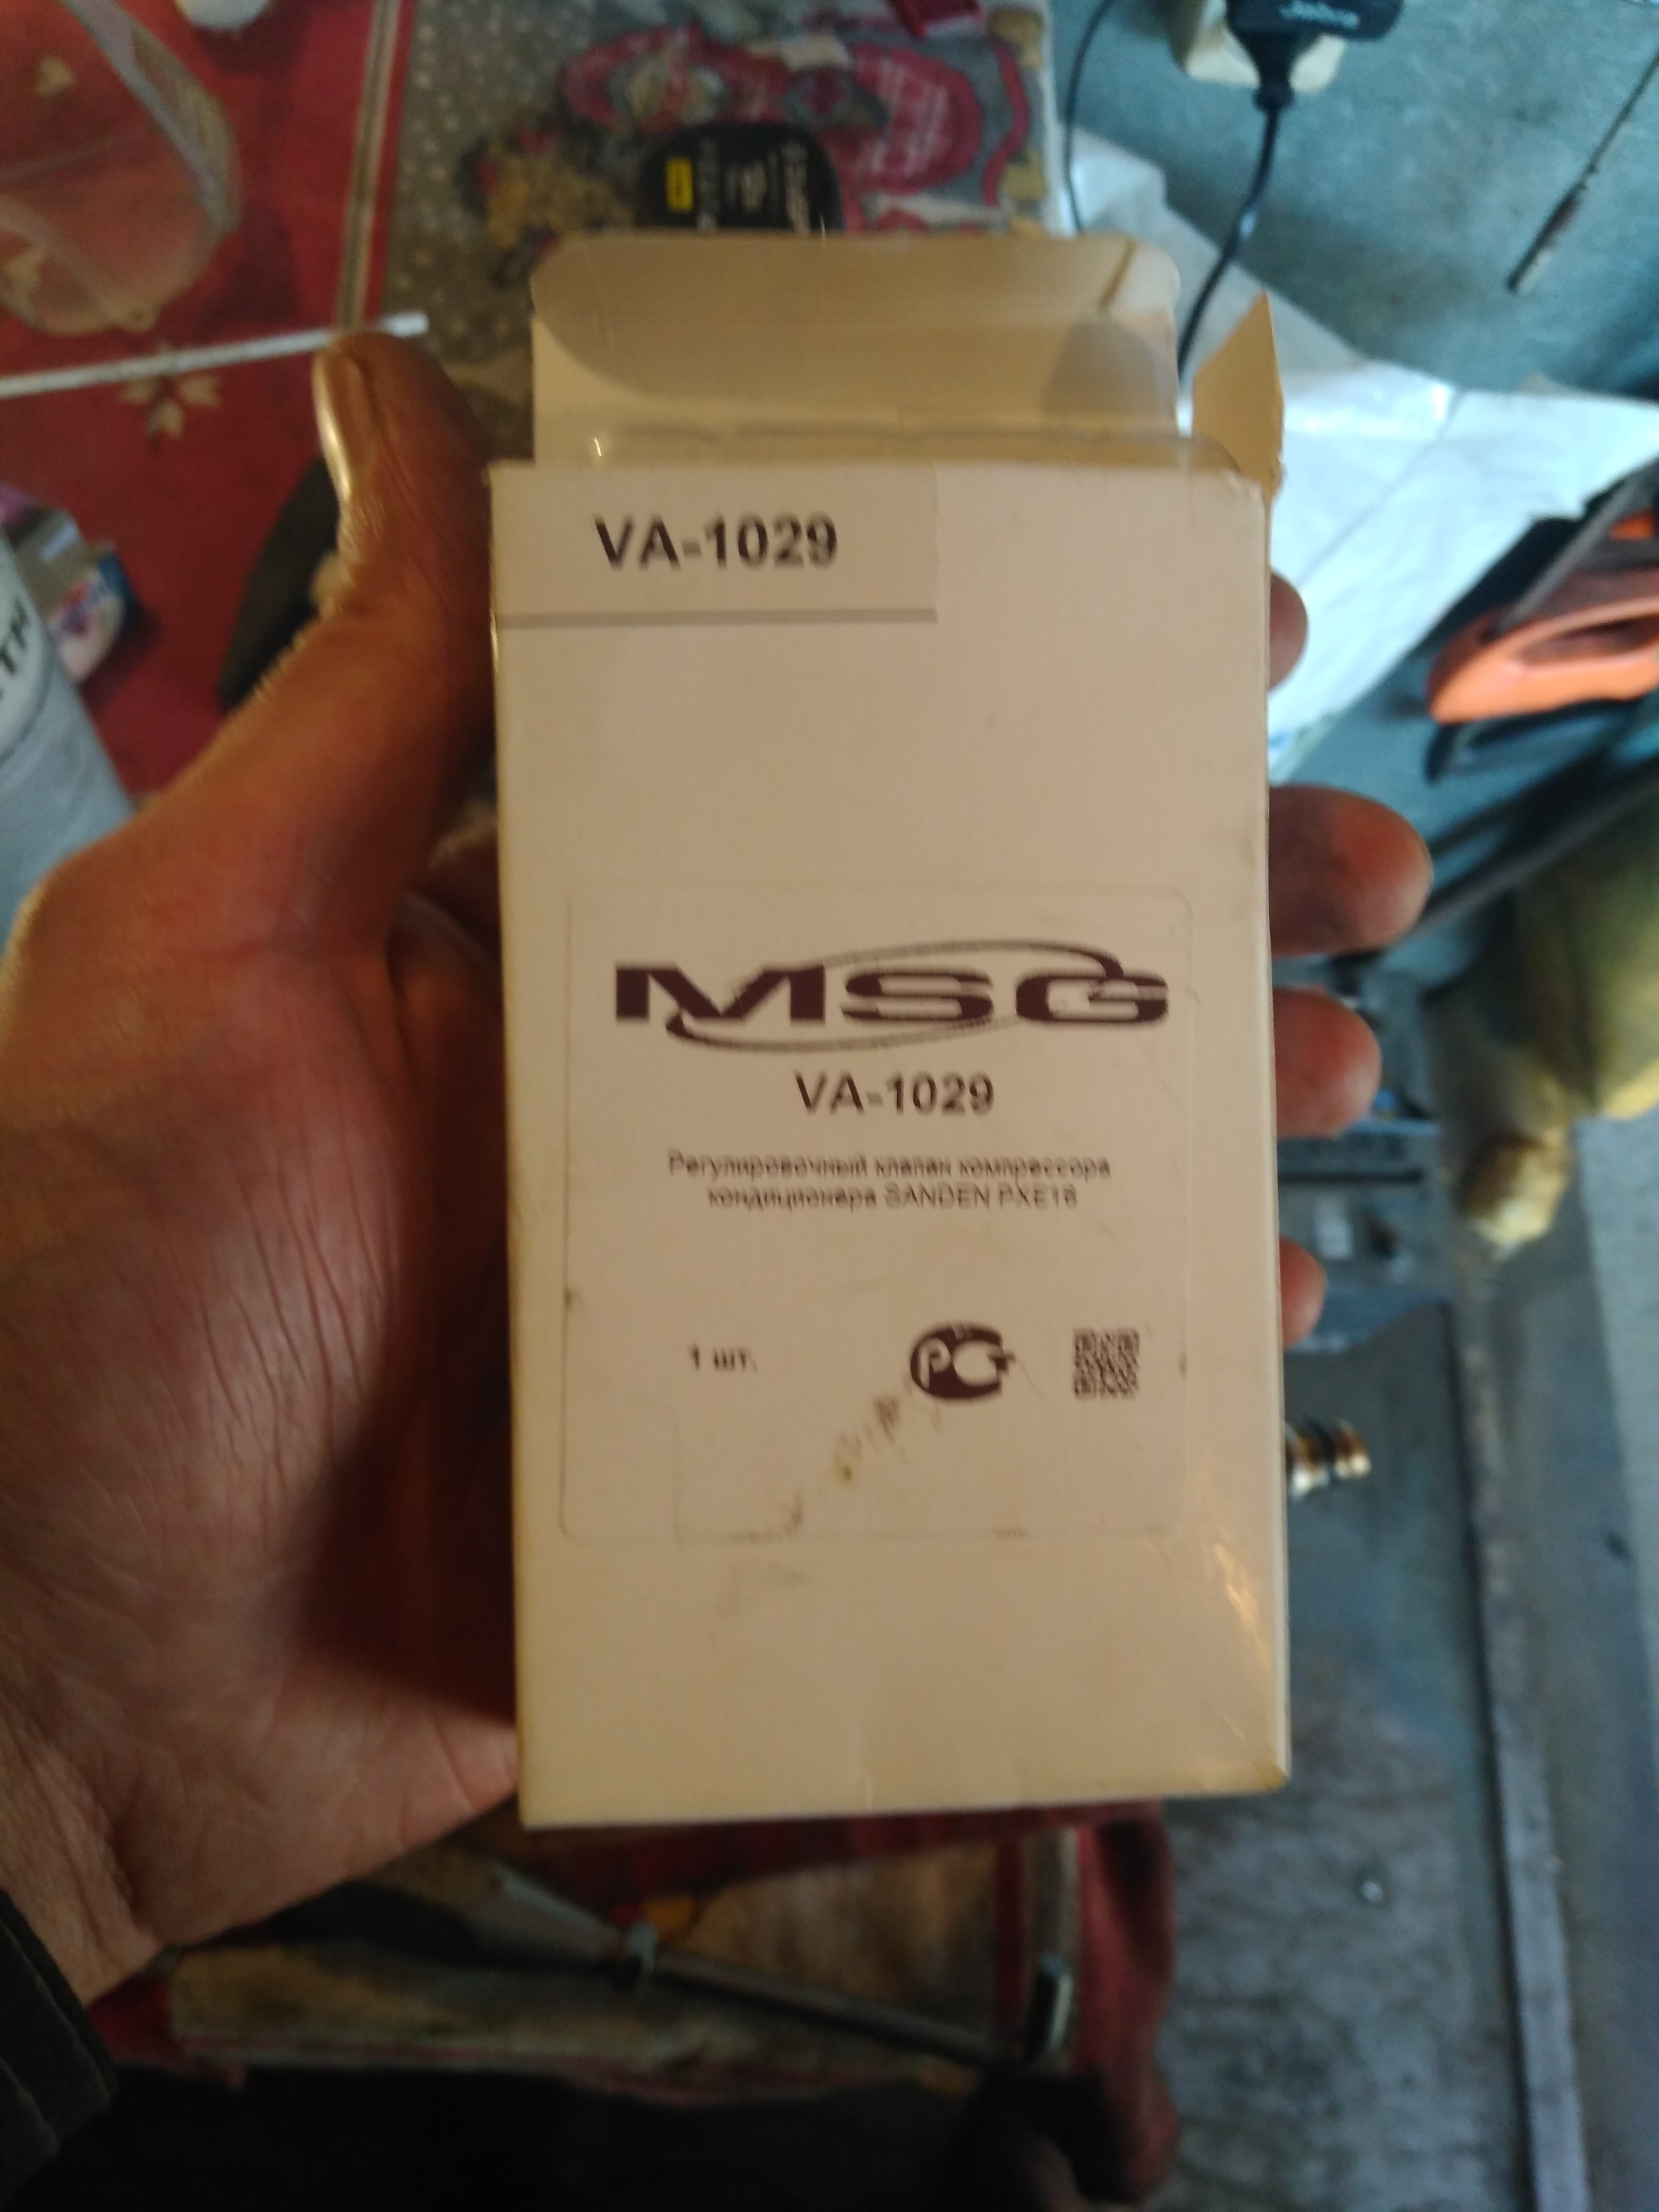 VA-1029
MSG
VA-1029
Регулировочный клапан компрессора
кондиционера SANDEN PXE16
1 шт.